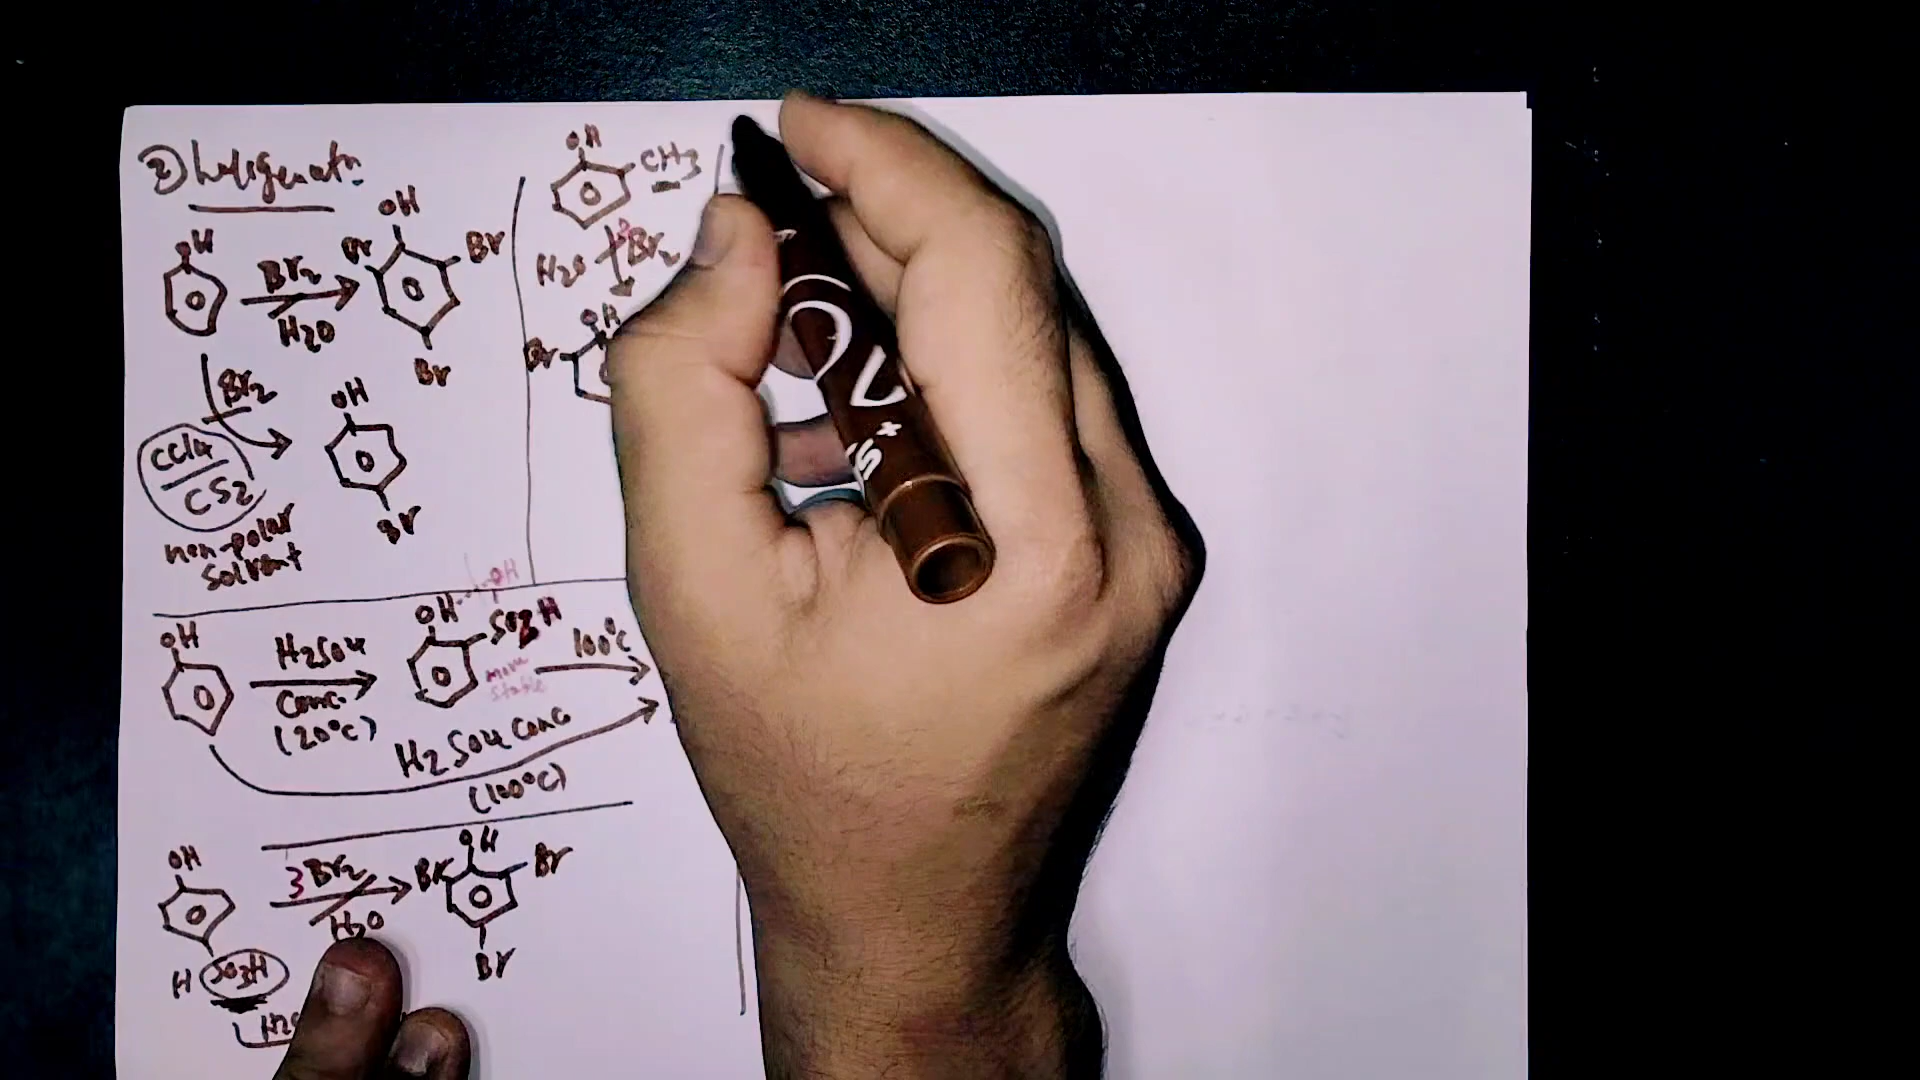 ② Halogenatn
OH
Br2
H2O
OH
Br
Br
Br
Br2
CCl4
CS2
non-polar
solvent
OH
Br
OH
CH3
H2O
3
Br2
OH
Br
OH
H2SO4
Conc.
(20°C)
OH
OH
SO3H
more
stable
100°C
H2SO4 Conc
(100°C)
OH
H
SO3H
3Br2
H2O
OH
Br
Br
Br